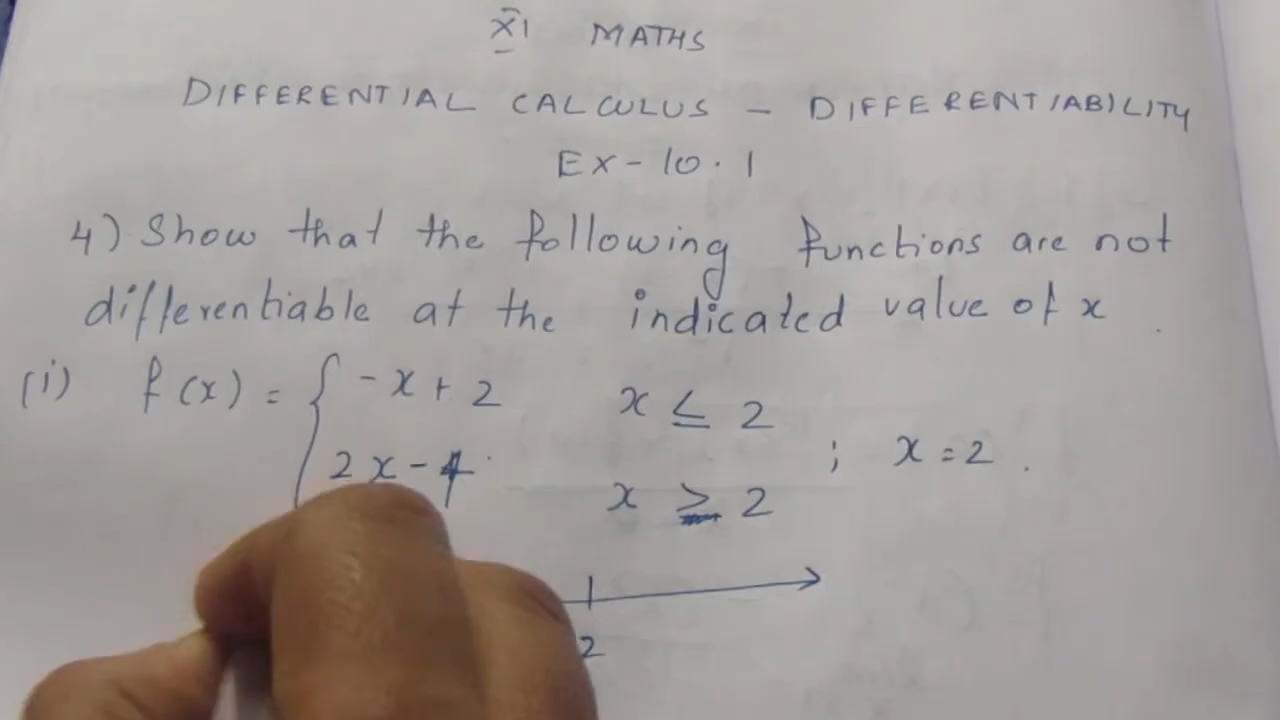 XI MATHS
DIFFERENTIAL CALCULUS - DIFFERENTIABILITY
EX-10.1
4) Show that the following functions are not
differentiable at the indicated value of x.
(i) f(x) = { -x + 2 x ≤ 2
2x - 4 x ≥ 2 ; x = 2.
2